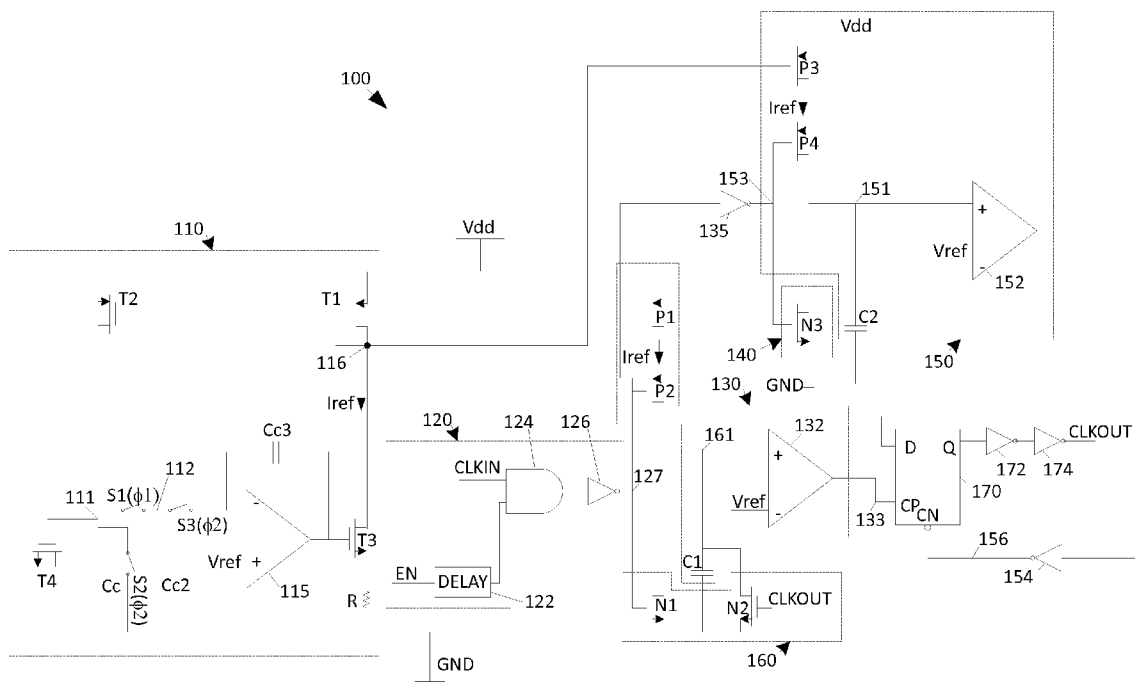 Vdd
P3
100
Iref
P4
153
151
135
+
Vref
-
152
110
Vdd
T2
T1
P1
N3
C2
116
Iref
140
150
P2
130
GND
Iref
Cc3
120
124
126
161
132
CLKOUT
D
Q
+
112
CLKIN
172
174
111
S1(ϕ1)
127
170
S3(ϕ2)
-
Vref
-
133
CP
CN
Vref
+
T3
156
T4
Cc
S2(ϕ2)
Cc2
EN
DELAY
C1
154
115
R
122
N1
N2
CLKOUT
160
GND